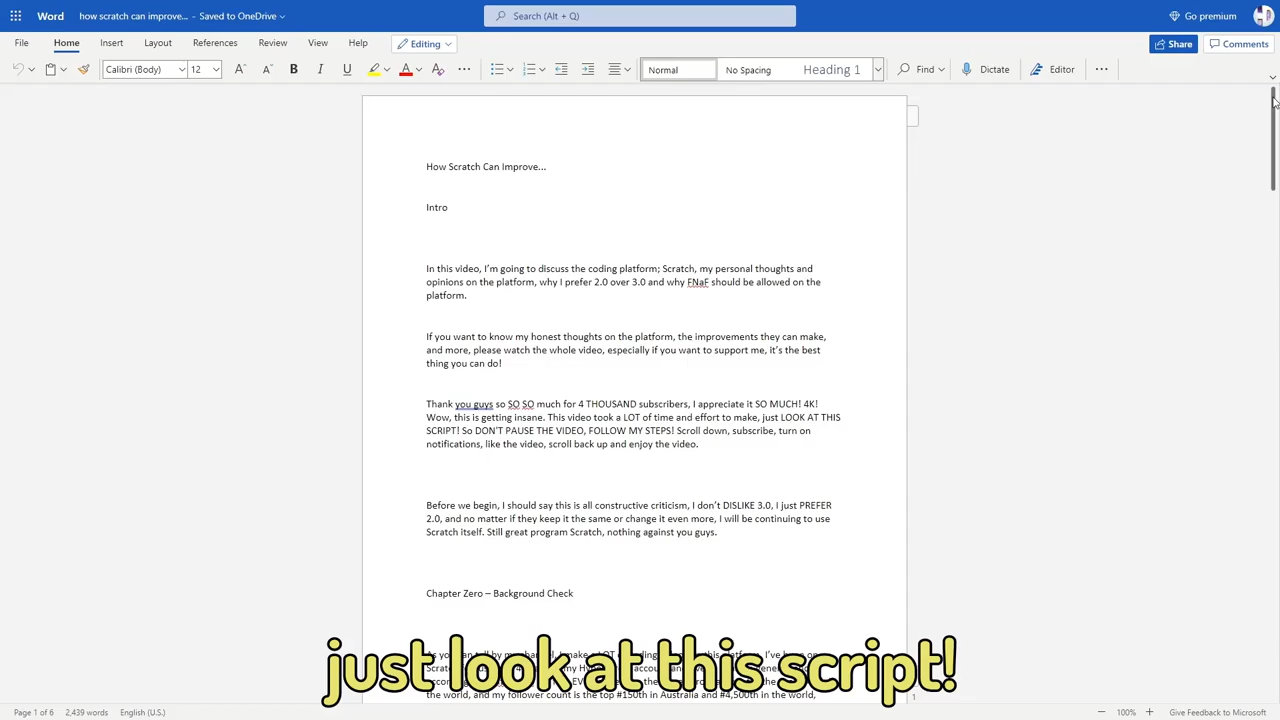 Word
how scratch can improve... - Saved to OneDrive
Search (Alt + Q)
Go premium
File
Home
Insert
Layout
References
Review
View
Help
Editing
Share
Comments
Calibri (Body)
12
B
I
U
Normal
No Spacing
Heading 1
Find
Dictate
Editor
How Scratch Can Improve...
Intro
In this video, I'm going to discuss the coding platform; Scratch, my personal thoughts and
opinions on the platform, why I prefer 2.0 over 3.0 and why FNaF should be allowed on the
platform.
If you want to know my honest thoughts on the platform, the improvements they can make,
and more, please watch the whole video, especially if you want to support me, it's the best
thing you can do!
Thank you guys so SO SO much for 4 THOUSAND subscribers, I appreciate it SO MUCH! 4K!
Wow, this is getting insane. This video took a LOT of time and effort to make, just LOOK AT THIS
SCRIPT! So DON'T PAUSE THE VIDEO, FOLLOW MY STEPS! Scroll down, subscribe, turn on
notifications, like the video, scroll back up and enjoy the video.
Before we begin, I should say this is all constructive criticism, I don't DISLIKE 3.0, I just PREFER
2.0, and no matter if they keep it the same or change it even more, I will be continuing to use
Scratch itself. Still great program Scratch, nothing against you guys.
Chapter Zero – Background Check
just look at this script!
the world, and my follower count is the top #150th in Australia and #4,500th in the world,
1
Page 1 of 6
2,439 words
English (U.S.)
100%
Give Feedback to Microsoft